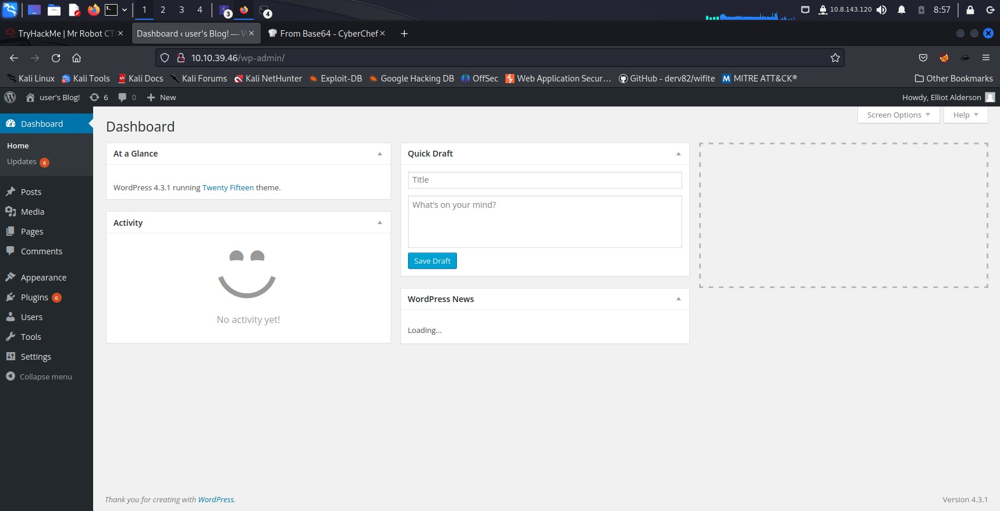 1 2 3 4 3 4 10.8.143.120 8:57
TryHackMe | Mr Robot CT
Dashboard ‹ user's Blog! — W
From Base64 - CyberChef
10.10.39.46/wp-admin/
Kali Linux Kali Tools Kali Docs Kali Forums Kali NetHunter Exploit-DB Google Hacking DB OffSec Web Application Secur… GitHub - derv82/wifite MITRE ATT&CK® Other Bookmarks
user's Blog! 6 0 New Howdy, Elliot Alderson
Dashboard
Home
Updates 6
Posts
Media
Pages
Comments
Appearance
Plugins 6
Users
Tools
Settings
Collapse menu
Screen Options Help
Dashboard
At a Glance
WordPress 4.3.1 running Twenty Fifteen theme.
Activity
No activity yet!
Quick Draft
Title
What's on your mind?
Save Draft
WordPress News
Loading…
Thank you for creating with WordPress.
Version 4.3.1